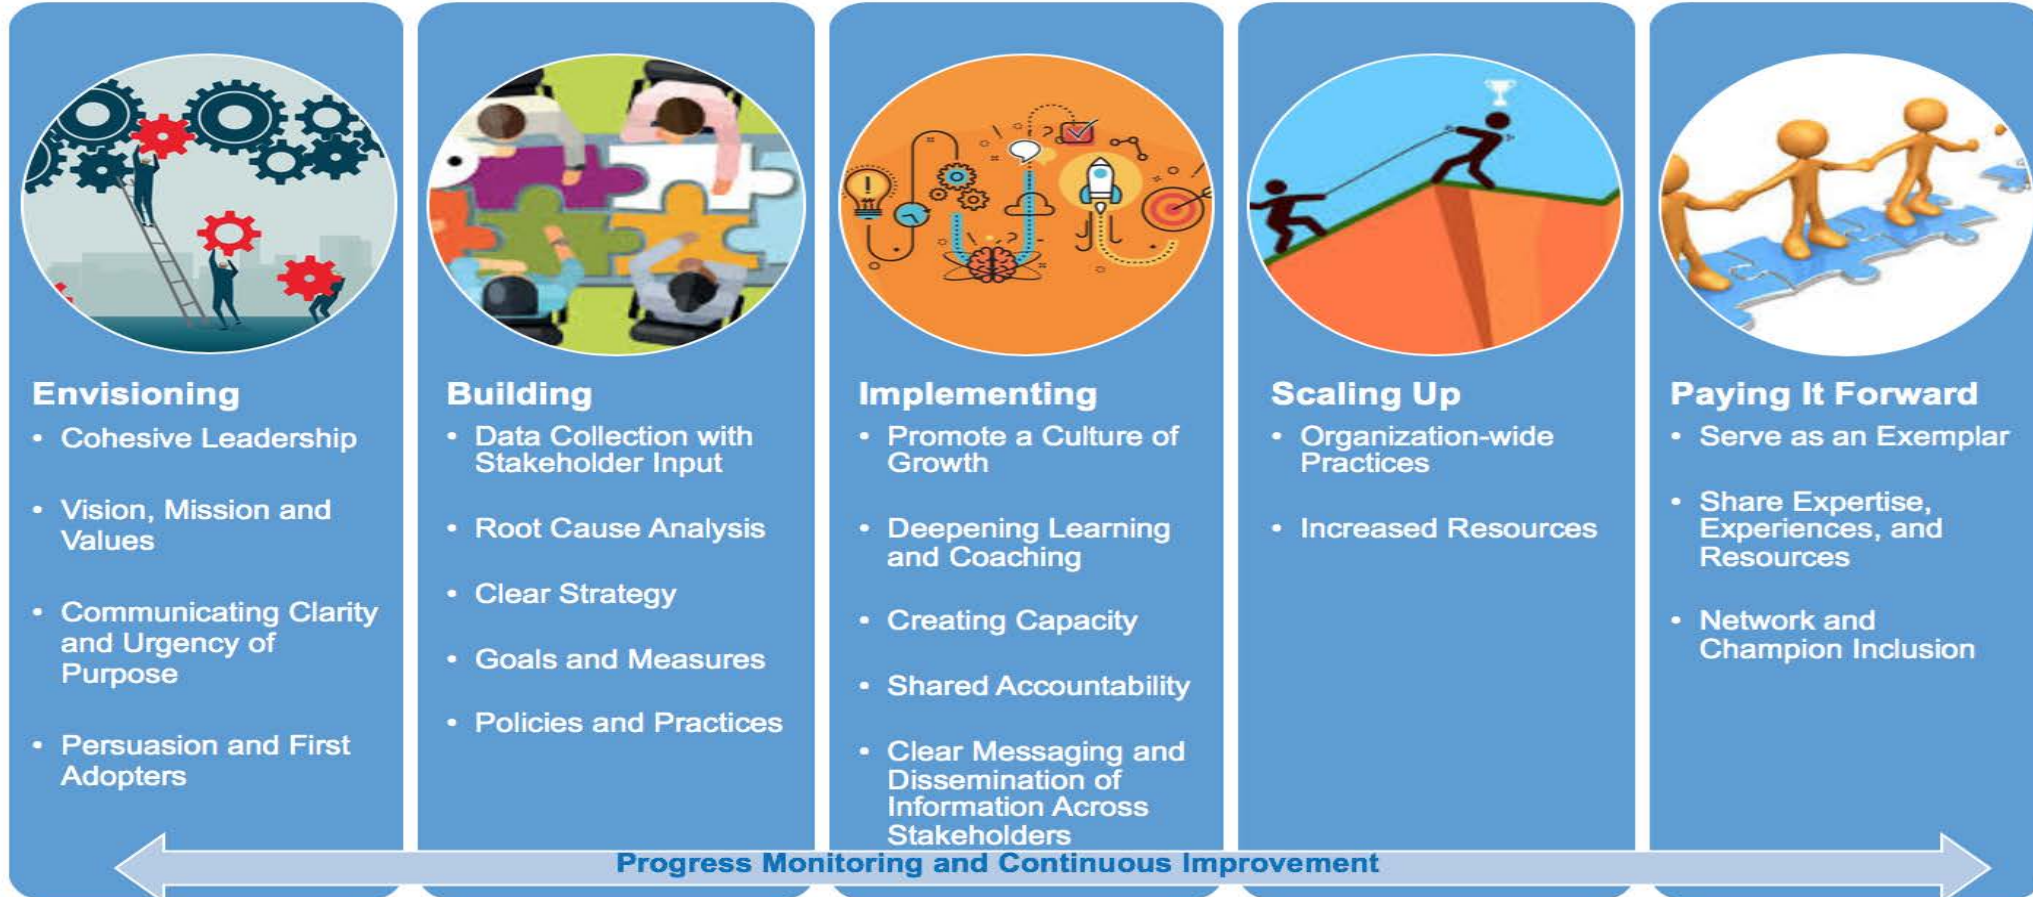 Envisioning
• Cohesive Leadership
• Vision, Mission and
Values
• Communicating Clarity
and Urgency of
Purpose
• Persuasion and First
Adopters
Building
• Data Collection with
Stakeholder Input
• Root Cause Analysis
• Clear Strategy
• Goals and Measures
• Policies and Practices
Implementing
• Promote a Culture of
Growth
• Deepening Learning
and Coaching
• Creating Capacity
• Shared Accountability
• Clear Messaging and
Dissemination of
Information Across
Stakeholders
Scaling Up
• Organization-wide
Practices
• Increased Resources
Paying It Forward
• Serve as an Exemplar
• Share Expertise,
Experiences, and
Resources
• Network and
Champion Inclusion
Progress Monitoring and Continuous Improvement